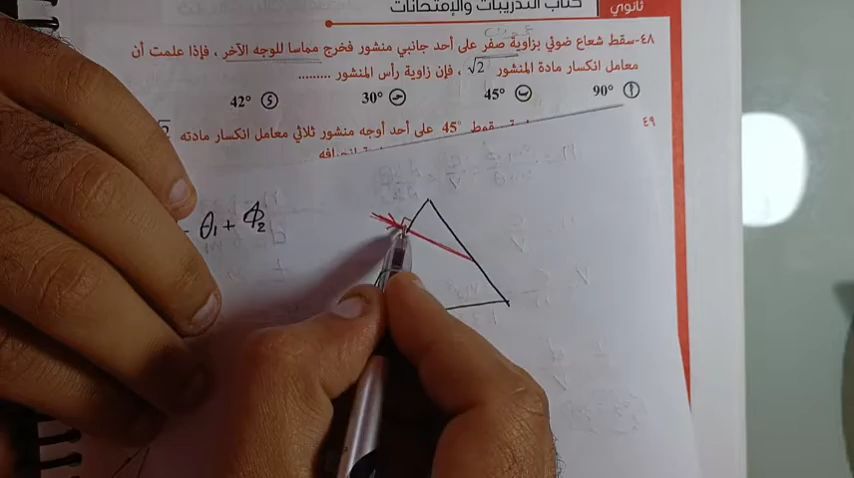 ثانوي
كتاب التدريبات والإمتحانات
٤٨-سقط شعاع ضوئي بزاوية صفر على أحد جانبي منشور فخرج مماسا للوجه الآخر ، فإذا علمت أن
معامل انكسار مادة المنشور √2 ، فإن زاوية رأس المنشور .........
أ 90° ب 45° ج 30° د 42°
٤٩ سقوط 45° على أحد أوجه منشور ثلاثي معامل انكسار مادته
= θ₁ + Φ₂